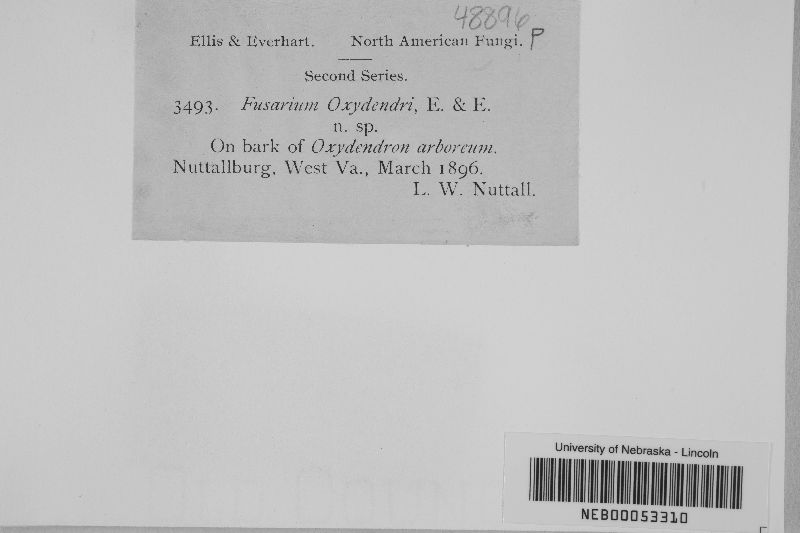 48896
Ellis & Everhart. North American Fungi. P
Second Series.
3493. Fusarium Oxydendri, E. & E.
n. sp.
On bark of Oxydendron arboreum.
Nuttallburg, West Va., March 1896.
L. W. Nuttall.
University of Nebraska - Lincoln
NEB00053310